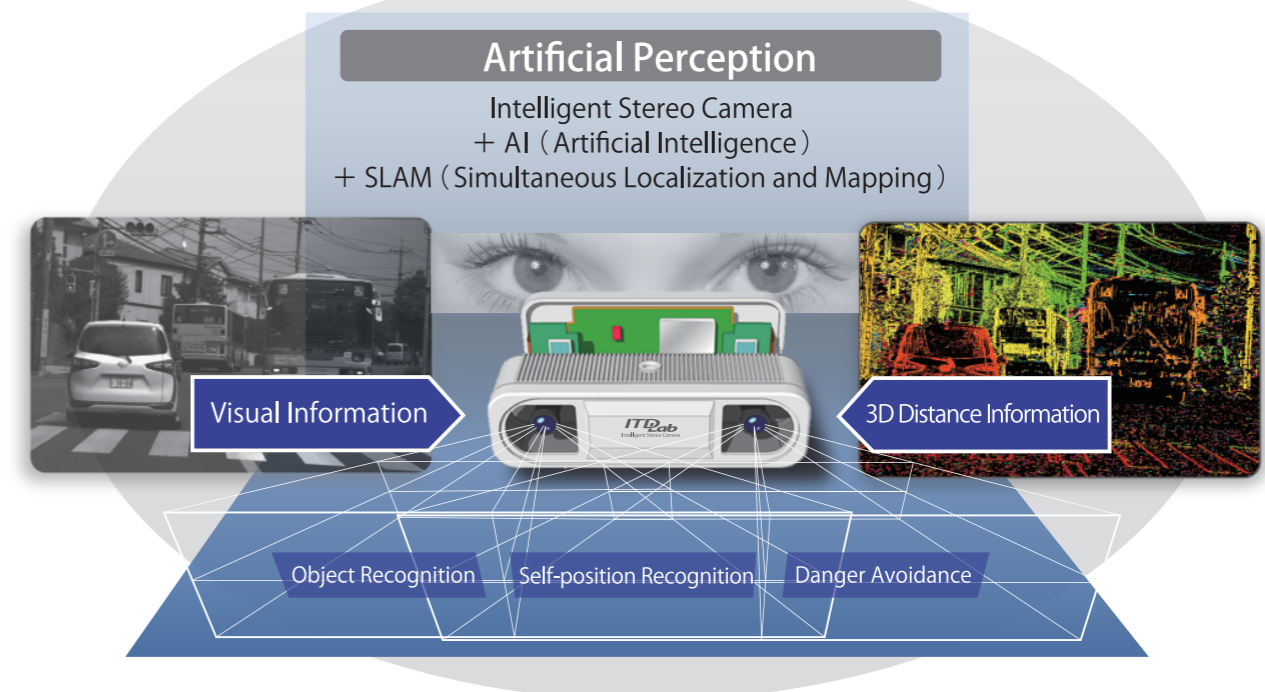 Artificial Perception
Intelligent Stereo Camera
＋ AI（Artificial Intelligence）
＋ SLAM（Simultaneous Localization and Mapping）
Visual Information
3D Distance Information
ITD Lab
Intelligent Stereo Camera
Object Recognition
Self-position Recognition
Danger Avoidance